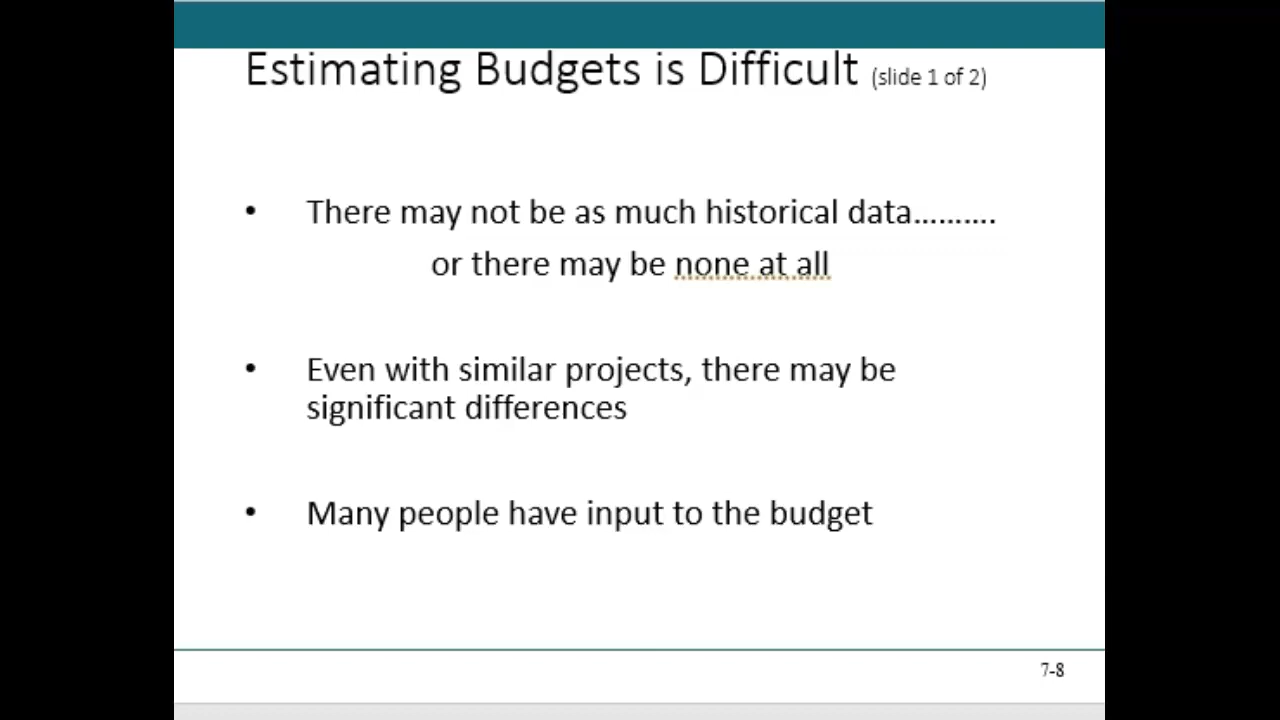 Estimating Budgets is Difficult (slide 1 of 2)
• There may not be as much historical data..........
or there may be none at all
• Even with similar projects, there may be
significant differences
• Many people have input to the budget
7-8